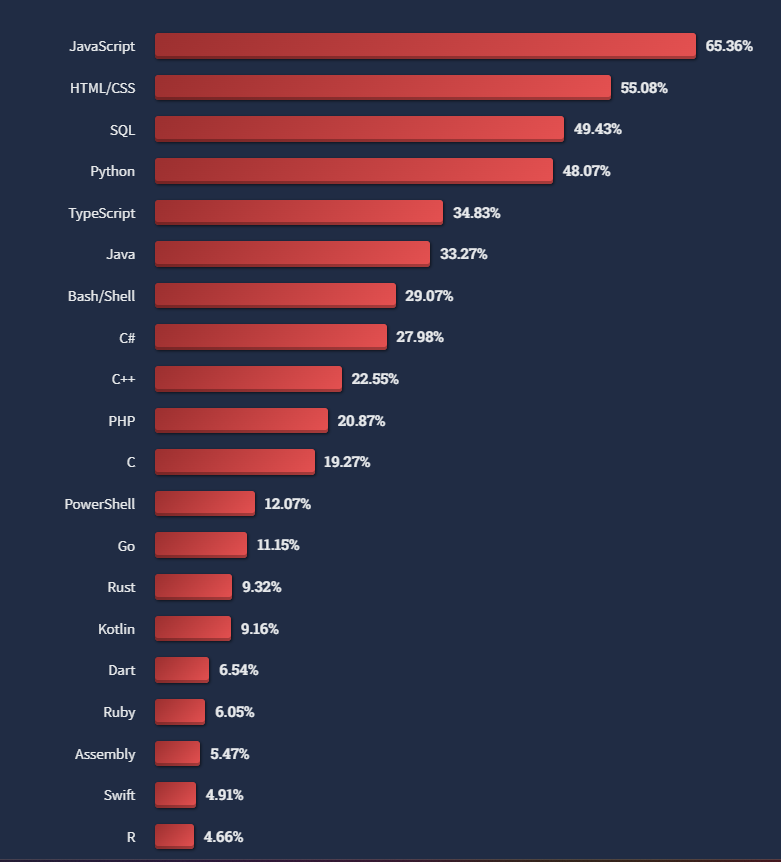 JavaScript 65.36%
HTML/CSS 55.08%
SQL 49.43%
Python 48.07%
TypeScript 34.83%
Java 33.27%
Bash/Shell 29.07%
C# 27.98%
C++ 22.55%
PHP 20.87%
C 19.27%
PowerShell 12.07%
Go 11.15%
Rust 9.32%
Kotlin 9.16%
Dart 6.54%
Ruby 6.05%
Assembly 5.47%
Swift 4.91%
R 4.66%